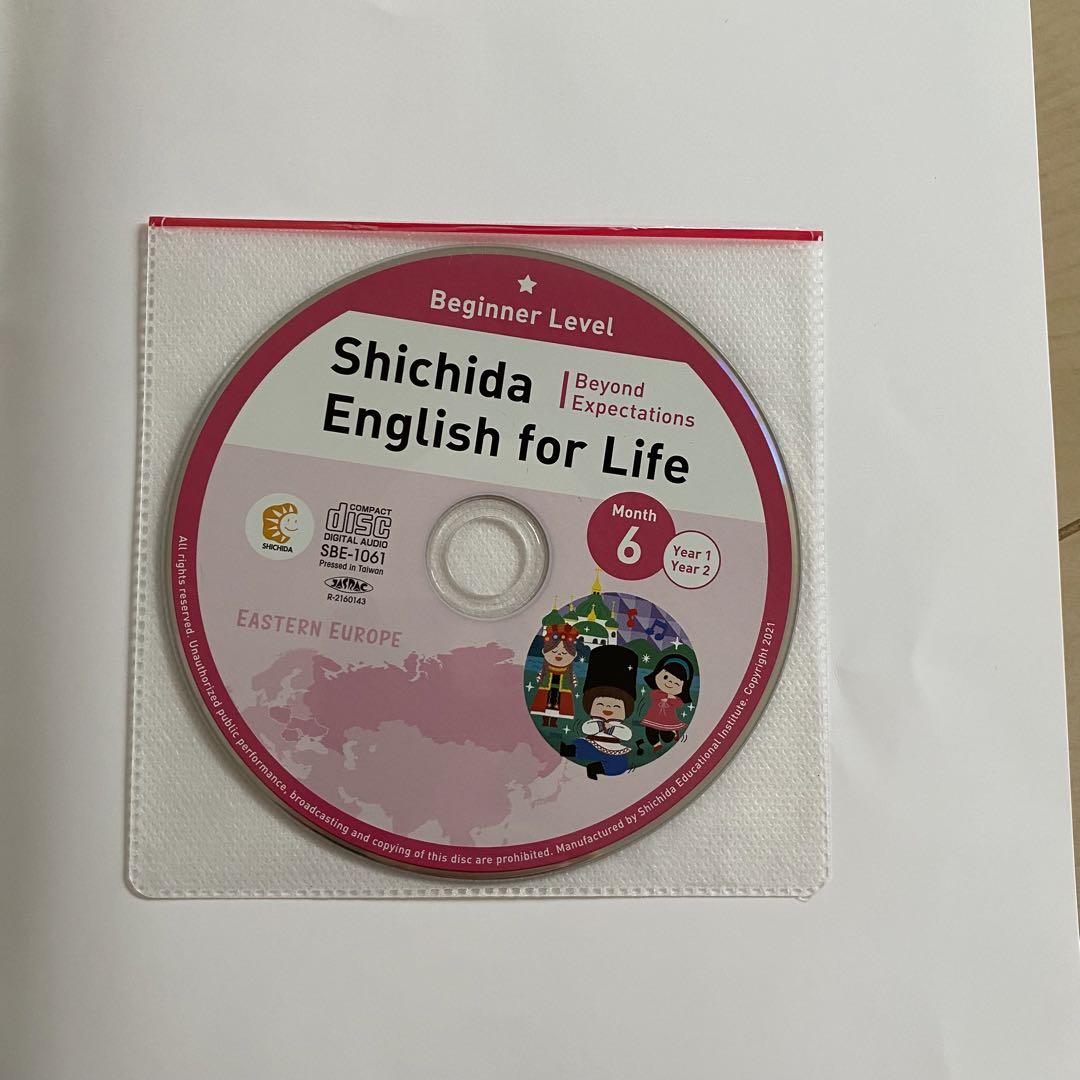 Beginner Level
Shichida
English for Life
Beyond
Expectations
Month
6
Year 1
Year 2
SHICHIDA
COMPACT
disc
DIGITAL AUDIO
SBE-1061
Pressed in Taiwan
JASRAC
R-2160143
EASTERN EUROPE
All rights reserved. Unauthorized public performance, broadcasting and copying of this disc are prohibited. Manufactured by Shichida Educational Institute. Copyright 2021